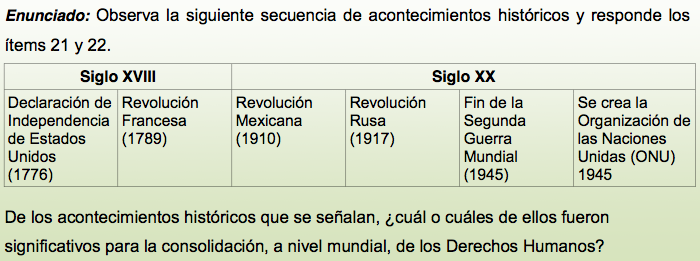 Enunciado: Observa la siguiente secuencia de acontecimientos históricos y responde los
ítems 21 y 22.
Siglo XVIII Siglo XX
Declaración de Independencia de Estados Unidos (1776)
Revolución Francesa (1789)
Revolución Mexicana (1910)
Revolución Rusa (1917)
Fin de la Segunda Guerra Mundial (1945)
Se crea la Organización de las Naciones Unidas (ONU) 1945
De los acontecimientos históricos que se señalan, ¿cuál o cuáles de ellos fueron
significativos para la consolidación, a nivel mundial, de los Derechos Humanos?